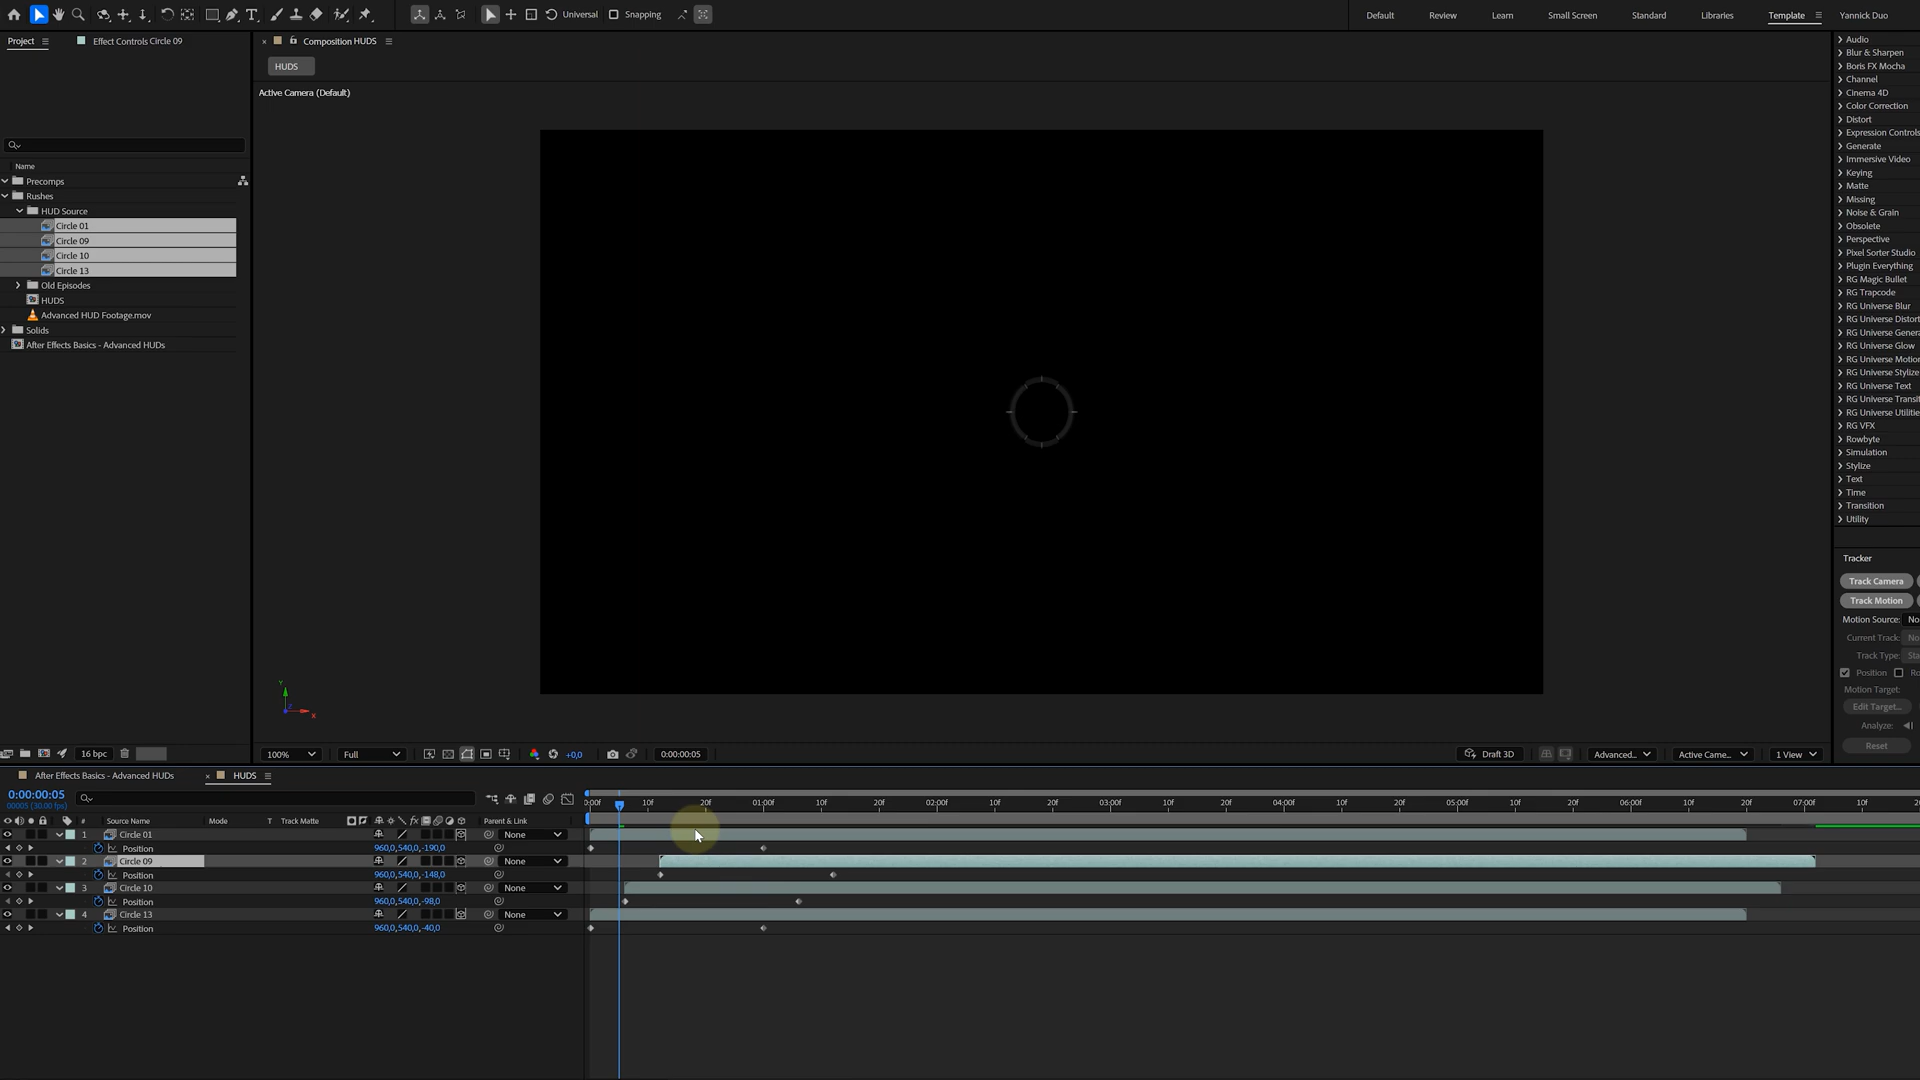 Universal Snapping Default Review Learn Small Screen Standard Libraries Template Yannick Duo
Project Effect Controls Circle 09
Composition HUDS
HUDS
Active Camera (Default)
Name
Precomps
Rushes
HUD Source
Circle 01
Circle 09
Circle 10
Circle 13
Old Episodes
HUDS
Advanced HUD Footage.mov
Solids
After Effects Basics - Advanced HUDs
Y
X
Audio
Blur & Sharpen
Boris FX Mocha
Channel
Cinema 4D
Color Correction
Distort
Expression Controls
Generate
Immersive Video
Keying
Matte
Missing
Noise & Grain
Obsolete
Perspective
Pixel Sorter Studio
Plugin Everything
RG Magic Bullet
RG Trapcode
RG Universe Blur
RG Universe Distort
RG Universe Gener
RG Universe Glow
RG Universe Motion
RG Universe Stylize
RG Universe Text
RG Universe Transit
RG Universe Utilitie
RG VFX
Rowbyte
Simulation
Stylize
Text
Time
Transition
Utility
Tracker
Track Camera
Track Motion
Motion Source: No
Current Track: No
Track Type: Sta
Position Ro
Motion Target:
Edit Target...
Analyze:
Reset
16 bpc 100% Full +0,0 0:00:00:05 Draft 3D Advanced... Active Came... 1 View
After Effects Basics - Advanced HUDs HUDS
0:00:00:05
00005 (30.00 fps)
0:00f 10f 20f 01:00f 10f 20f 02:00f 10f 20f 03:00f 10f 20f 04:00f 10f 20f 05:00f 10f 20f 06:00f 10f 20f 07:00f 10f 20f
# Source Name Mode T Track Matte fx Parent & Link
1 Circle 01 None
Position 960,0,540,0,-190,0
2 Circle 09 None
Position 960,0,540,0,-148,0
3 Circle 10 None
Position 960,0,540,0,-98,0
4 Circle 13 None
Position 960,0,540,0,-40,0